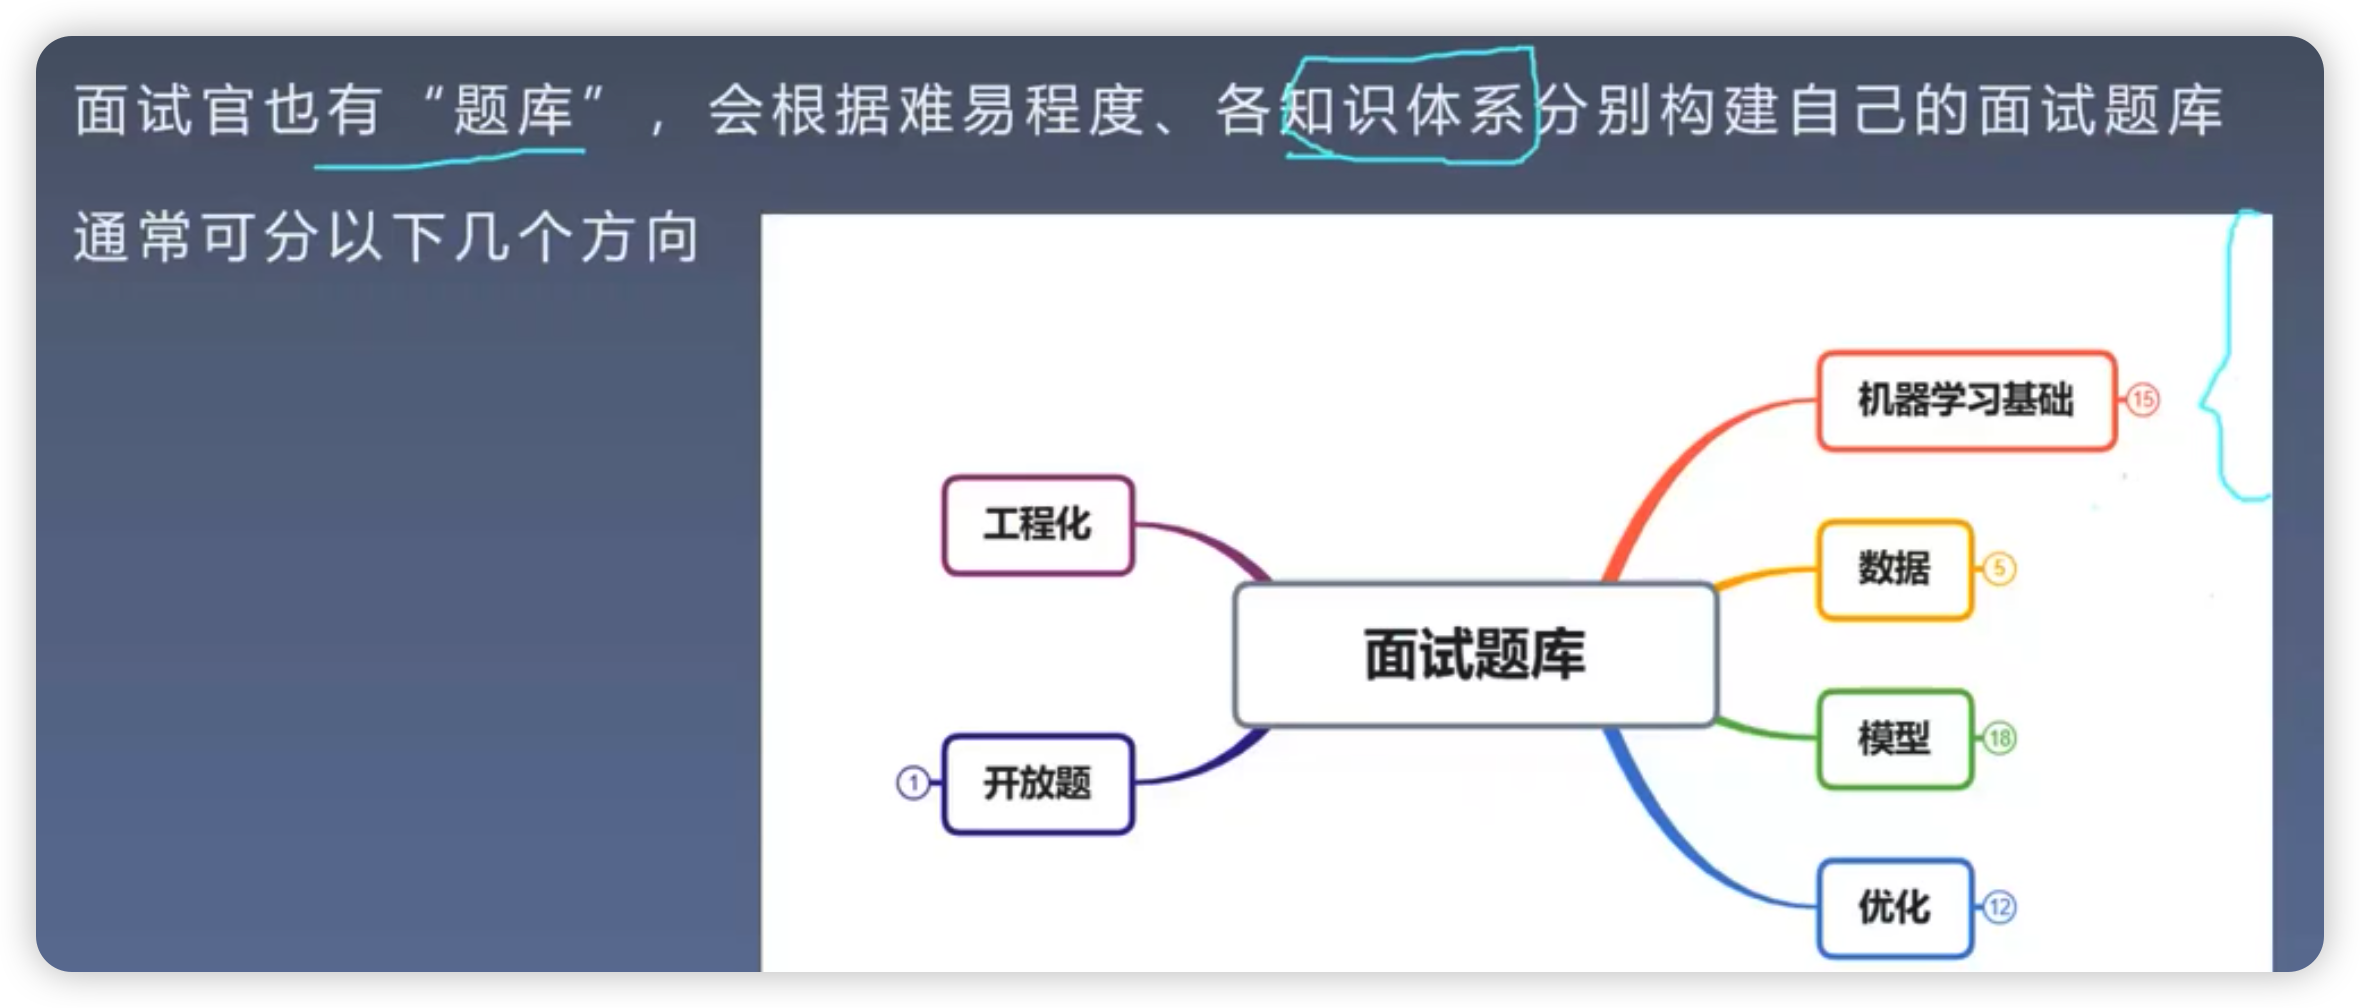 面试官也有“题库”，会根据难易程度、各知识体系分别构建自己的面试题库
通常可分以下几个方向
机器学习基础 15
工程化
数据 5
面试题库
模型 18
1 开放题
优化 12